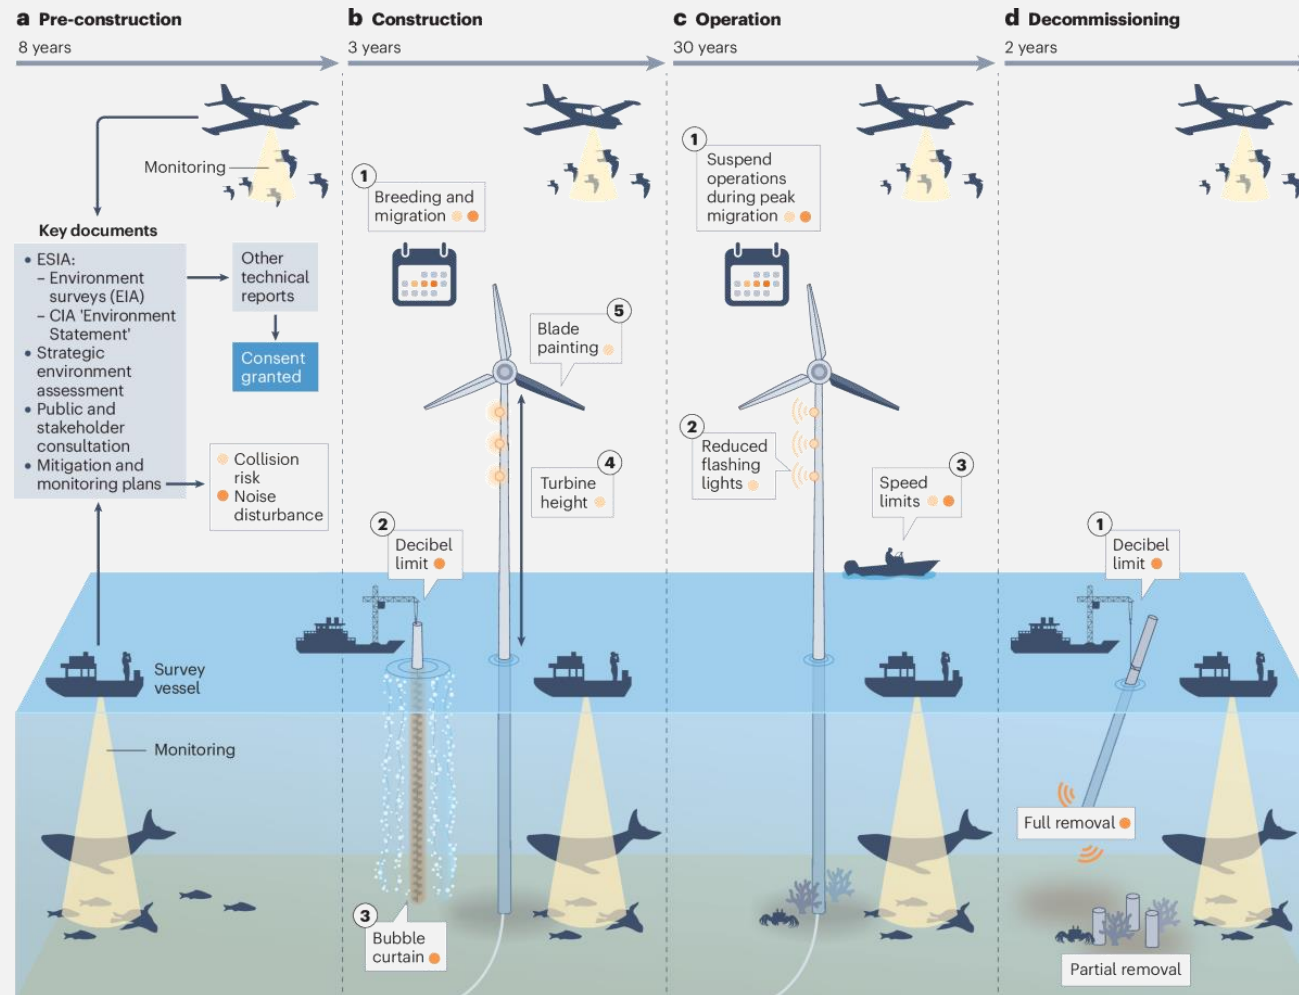 a Pre-construction
8 years
Monitoring
Key documents
• ESIA:
– Environment
surveys (EIA)
– CIA 'Environment
Statement'
• Strategic
environment
assessment
• Public and
stakeholder
consultation
• Mitigation and
monitoring plans
Other
technical
reports
Consent
granted
Collision
risk
Noise
disturbance
Survey
vessel
Monitoring
b Construction
3 years
1
Breeding and
migration
5
Blade
painting
4
Turbine
height
2
Decibel
limit
3
Bubble
curtain
c Operation
30 years
1
Suspend
operations
during peak
migration
2
Reduced
flashing
lights
3
Speed
limits
d Decommissioning
2 years
1
Decibel
limit
Full removal
Partial removal